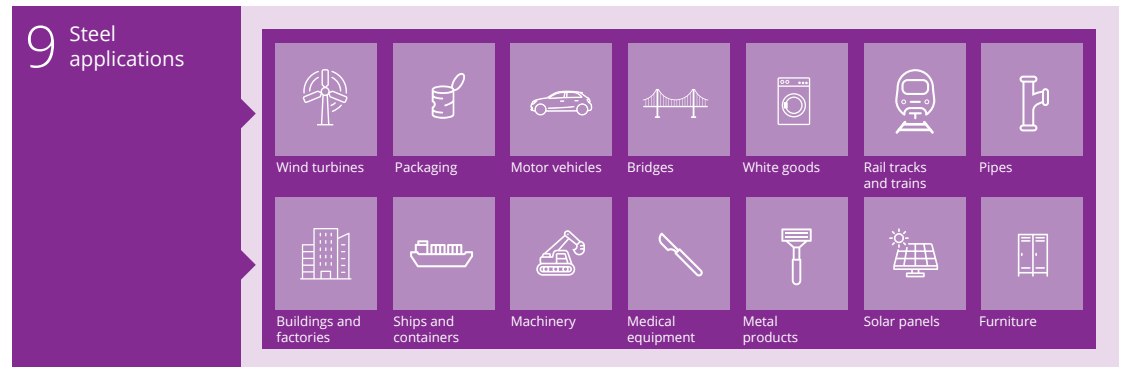 9
Steel
applications
Wind turbines
Packaging
Motor vehicles
Bridges
White goods
Rail tracks
and trains
Pipes
Buildings and
factories
Ships and
containers
Machinery
Medical
equipment
Metal
products
Solar panels
Furniture